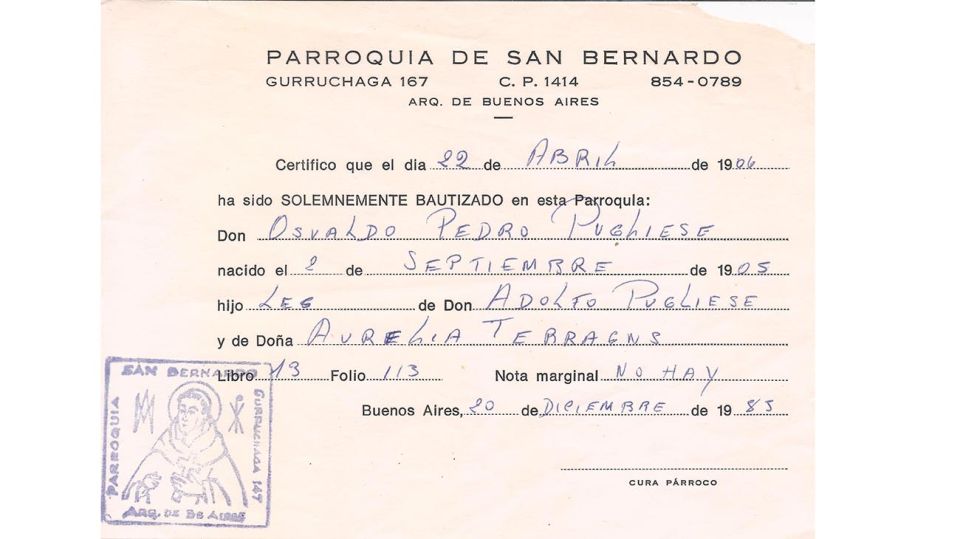 PARROQUIA DE SAN BERNARDO
GURRUCHAGA 167 C. P. 1414 854-0789
ARQ. DE BUENOS AIRES
Certifico que el día 22 de ABRIL de 1906
ha sido SOLEMNEMENTE BAUTIZADO en esta Parroquia:
Don OSVALDO PEDRO PUGLIESE
nacido el 2 de SEPTIEMBRE de 1905
hijo LEG de Don ADOLFO PUGLIESE
y de Doña AURELIA TERRAGNS
Libro 13 Folio 113 Nota marginal NO HAY
Buenos Aires, 20 de DICIEMBRE de 1985
CURA PÁRROCO
SAN BERNARDO
PARROQUIA
GURRUCHAGA 147
ARQ. DE BS AIRES